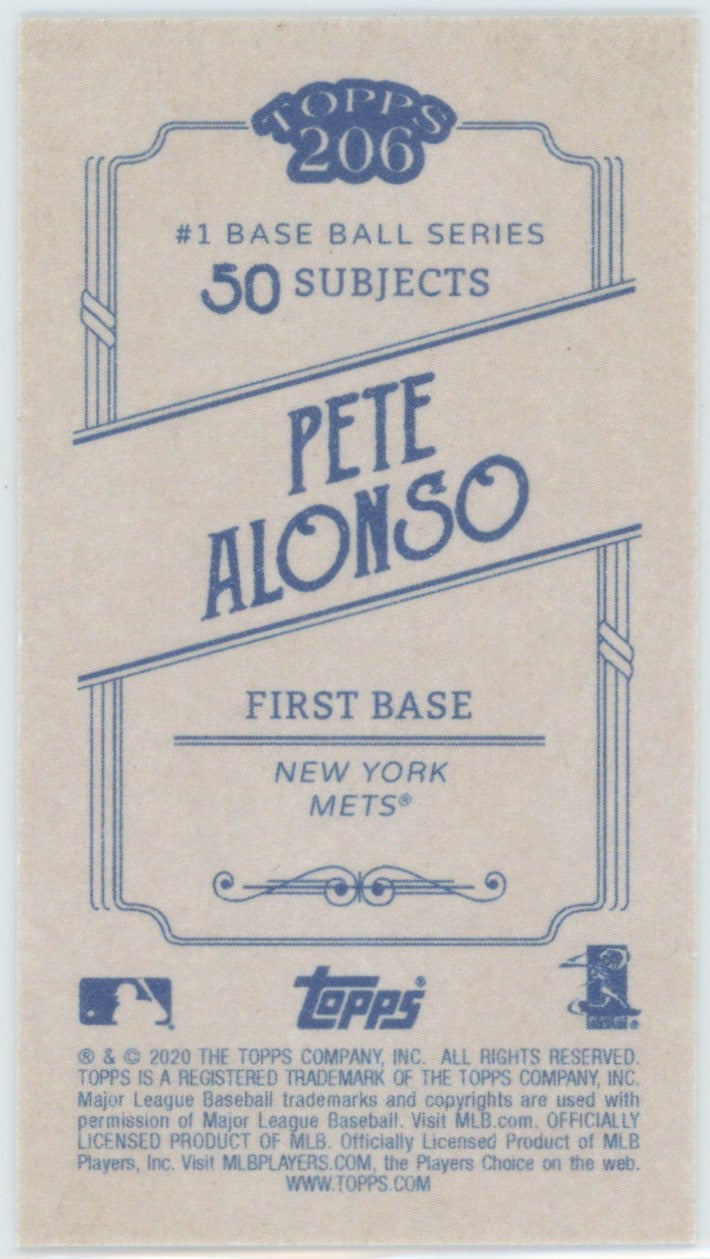 TOPPS
206
#1 BASE BALL SERIES
50 SUBJECTS
PETE
ALONSO
FIRST BASE
NEW YORK
METS®
topps®
® & © 2020 THE TOPPS COMPANY, INC. ALL RIGHTS RESERVED.
TOPPS IS A REGISTERED TRADEMARK OF THE TOPPS COMPANY, INC.
Major League Baseball trademarks and copyrights are used with
permission of Major League Baseball. Visit MLB.com. OFFICIALLY
LICENSED PRODUCT OF MLB. Officially Licensed Product of MLB
Players, Inc. Visit MLBPLAYERS.COM, the Players Choice on the web.
WWW.TOPPS.COM